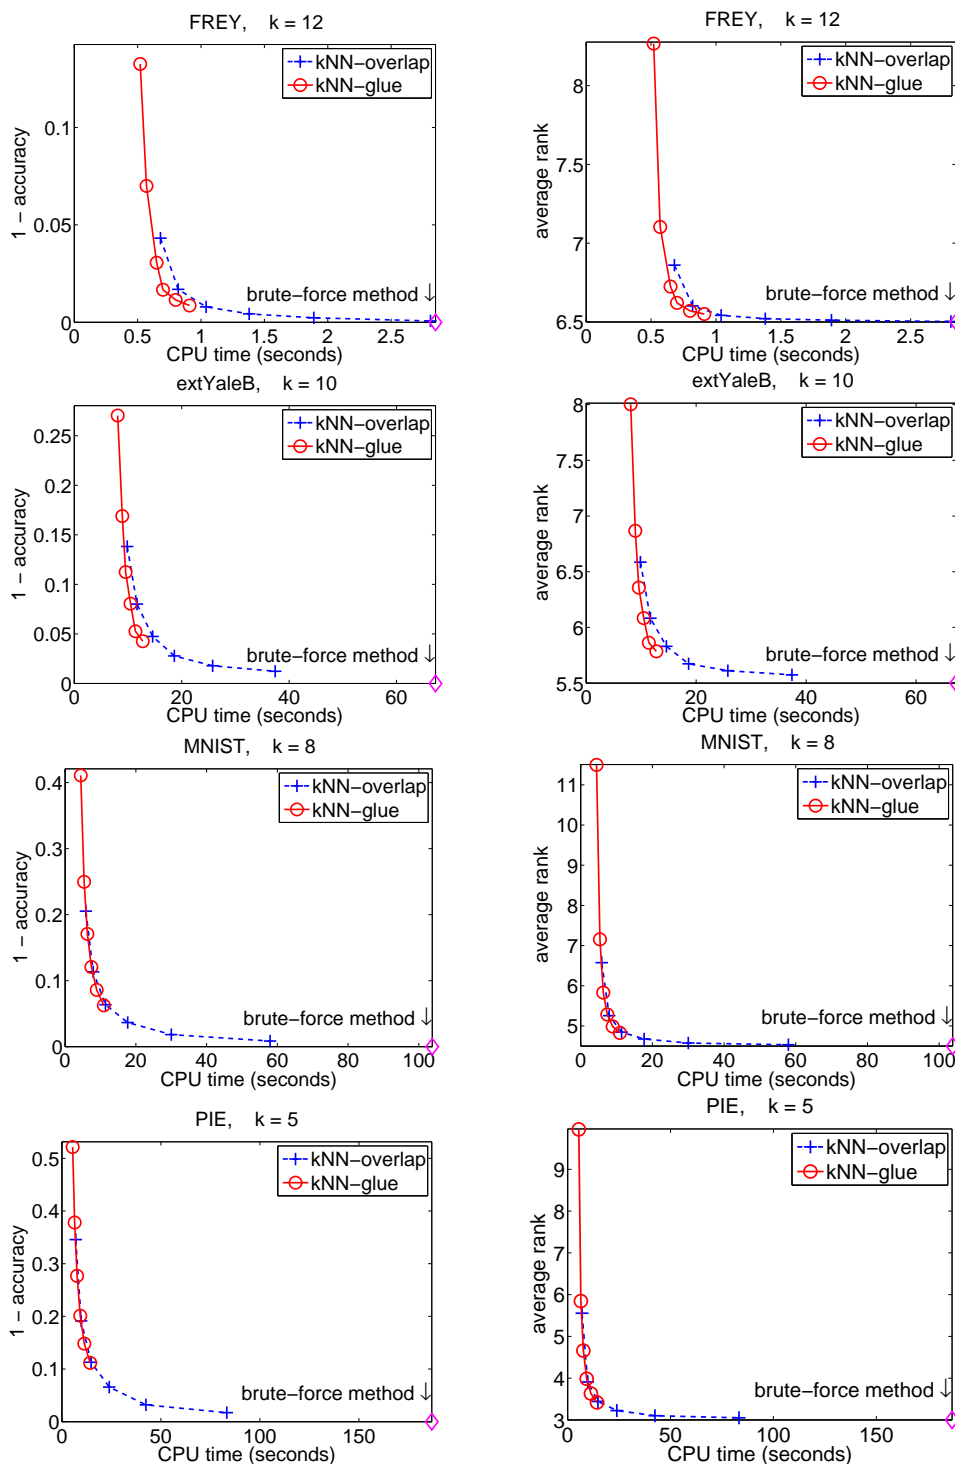 FREY, k = 12
kNN−overlap
kNN−glue
0.1
0.05
0
1 − accuracy
brute−force method ↓
0 0.5 1 1.5 2 2.5
CPU time (seconds)
FREY, k = 12
kNN−overlap
kNN−glue
8
7.5
7
6.5
average rank
brute−force method ↓
0 0.5 1 1.5 2 2.5
CPU time (seconds)
extYaleB, k = 10
kNN−overlap
kNN−glue
0.25
0.2
0.15
0.1
0.05
0
1 − accuracy
brute−force method ↓
0 20 40 60
CPU time (seconds)
extYaleB, k = 10
kNN−overlap
kNN−glue
8
7.5
7
6.5
6
5.5
average rank
brute−force method ↓
0 20 40 60
CPU time (seconds)
MNIST, k = 8
kNN−overlap
kNN−glue
0.4
0.3
0.2
0.1
0
1 − accuracy
brute−force method ↓
0 20 40 60 80 100
CPU time (seconds)
MNIST, k = 8
kNN−overlap
kNN−glue
11
10
9
8
7
6
5
average rank
brute−force method ↓
0 20 40 60 80 100
CPU time (seconds)
PIE, k = 5
kNN−overlap
kNN−glue
0.5
0.4
0.3
0.2
0.1
0
1 − accuracy
brute−force method ↓
0 50 100 150
CPU time (seconds)
PIE, k = 5
kNN−overlap
kNN−glue
9
8
7
6
5
4
3
average rank
brute−force method ↓
0 50 100 150
CPU time (seconds)